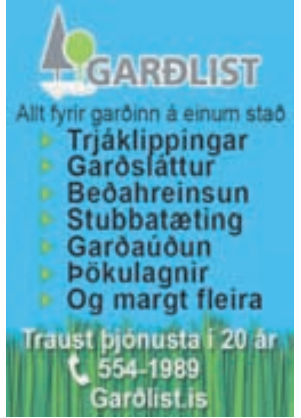 GARÐLIST
Allt fyrir garðinn á einum stað
Trjáklippingar
Garðsláttur
Beðahreinsun
Stubbatæting
Garðaúðun
Þökulagnir
Og margt fleira
Traust þjónusta í 20 ár
554-1989
Garðlist.is